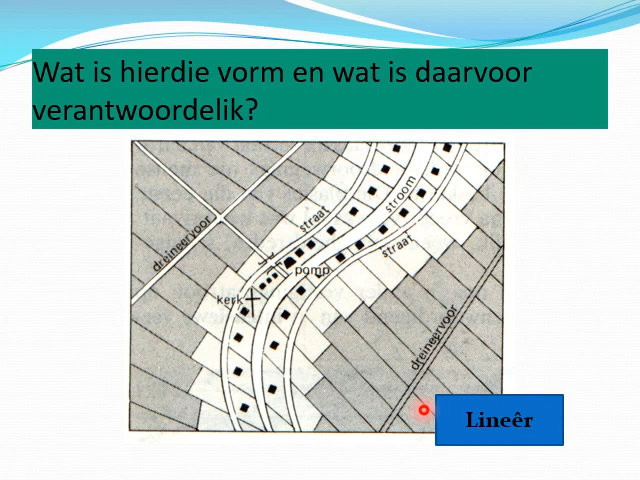 Wat is hierdie vorm en wat is daarvoor
verantwoordelik?
straat
stroom
dreineervoor
straat
pomp
kerk
dreineervoor
Lineêr